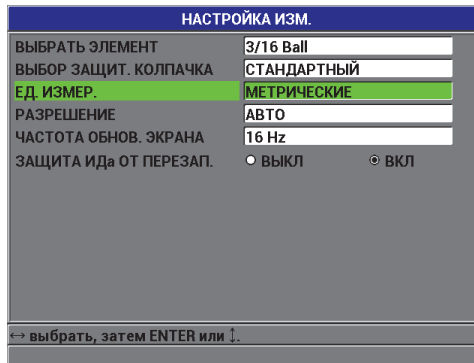 НАСТРОЙКА ИЗМ.
ВЫБРАТЬ ЭЛЕМЕНТ 3/16 Ball
ВЫБОР ЗАЩИТ. КОЛПАЧКА СТАНДАРТНЫЙ
ЕД. ИЗМЕР. МЕТРИЧЕСКИЕ
РАЗРЕШЕНИЕ АВТО
ЧАСТОТА ОБНОВ. ЭКРАНА 16 Hz
ЗАЩИТА ИДа ОТ ПЕРЕЗАП. ВЫКЛ ВКЛ
↔ выбрать, затем ENTER или ↕.